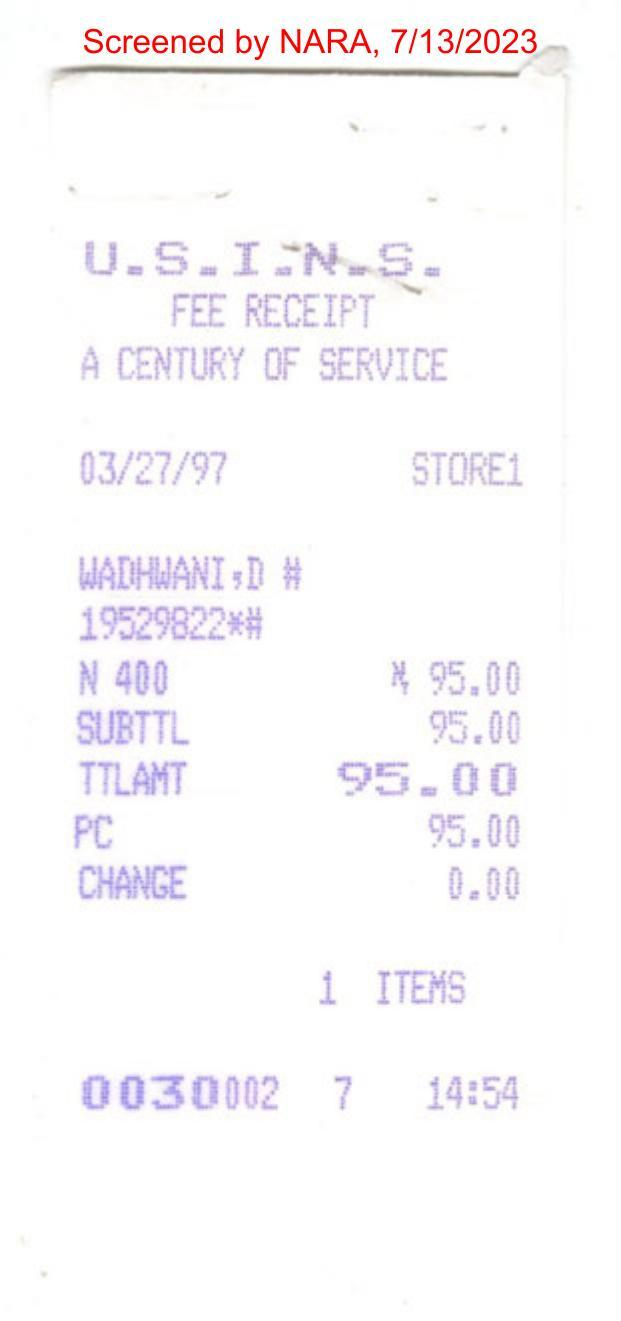 Screened by NARA, 7/13/2023
U.S.I.N.S.
FEE RECEIPT
A CENTURY OF SERVICE
03/27/97 STORE1
WADHWANI,D #
19529822*#
N 400 95.00
SUBTTL 95.00
TTLAMT 95.00
PC 95.00
CHANGE 0.00
1 ITEMS
0030002 7 14:54